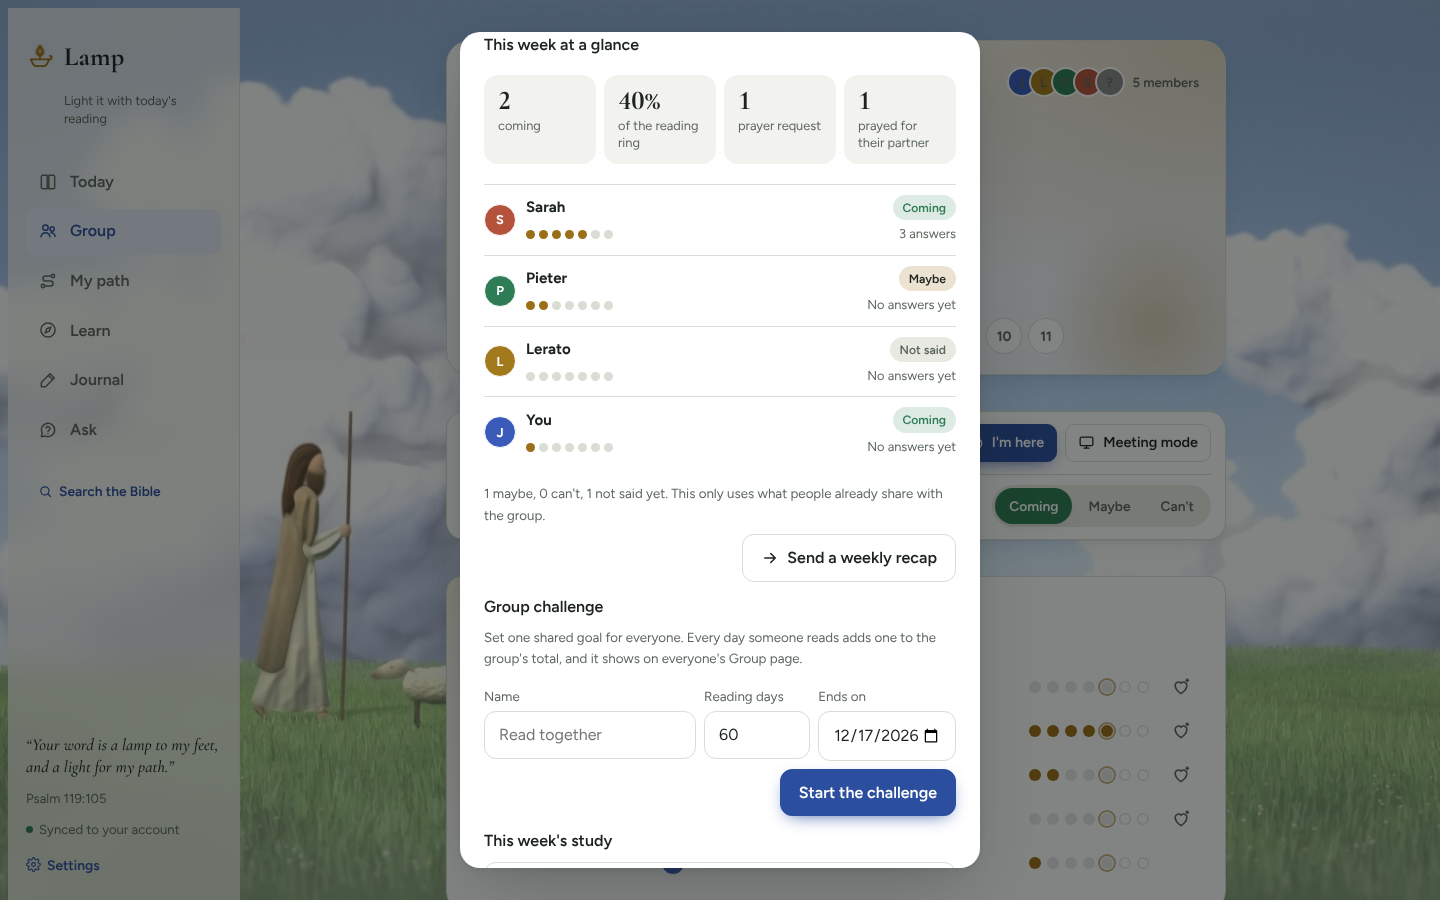 Lamp
Light it with today's
reading
Today
Group
My path
Learn
Journal
Ask
Search the Bible
“Your word is a lamp to my feet,
and a light for my path.”
Psalm 119:105
Synced to your account
Settings
This week at a glance
2
coming
40%
of the reading
ring
1
prayer request
1
prayed for
their partner
S
Sarah
Coming
3 answers
P
Pieter
Maybe
No answers yet
L
Lerato
Not said
No answers yet
J
You
Coming
No answers yet
1 maybe, 0 can't, 1 not said yet. This only uses what people already share with
the group.
→ Send a weekly recap
Group challenge
Set one shared goal for everyone. Every day someone reads adds one to the
group's total, and it shows on everyone's Group page.
Name
Reading days
Ends on
Read together
60
12/17/2026
Start the challenge
This week's study
L
?
5 members
10
11
I'm here
Meeting mode
Coming
Maybe
Can't